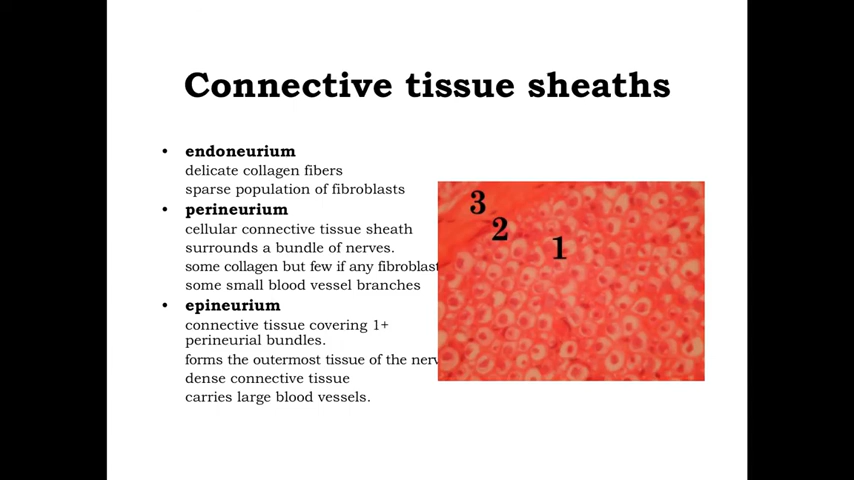 Connective tissue sheaths
• endoneurium
delicate collagen fibers
sparse population of fibroblasts
• perineurium
cellular connective tissue sheath
surrounds a bundle of nerves.
some collagen but few if any fibroblast
some small blood vessel branches
• epineurium
connective tissue covering 1+
perineurial bundles.
forms the outermost tissue of the nerv
dense connective tissue
carries large blood vessels.
3
2
1